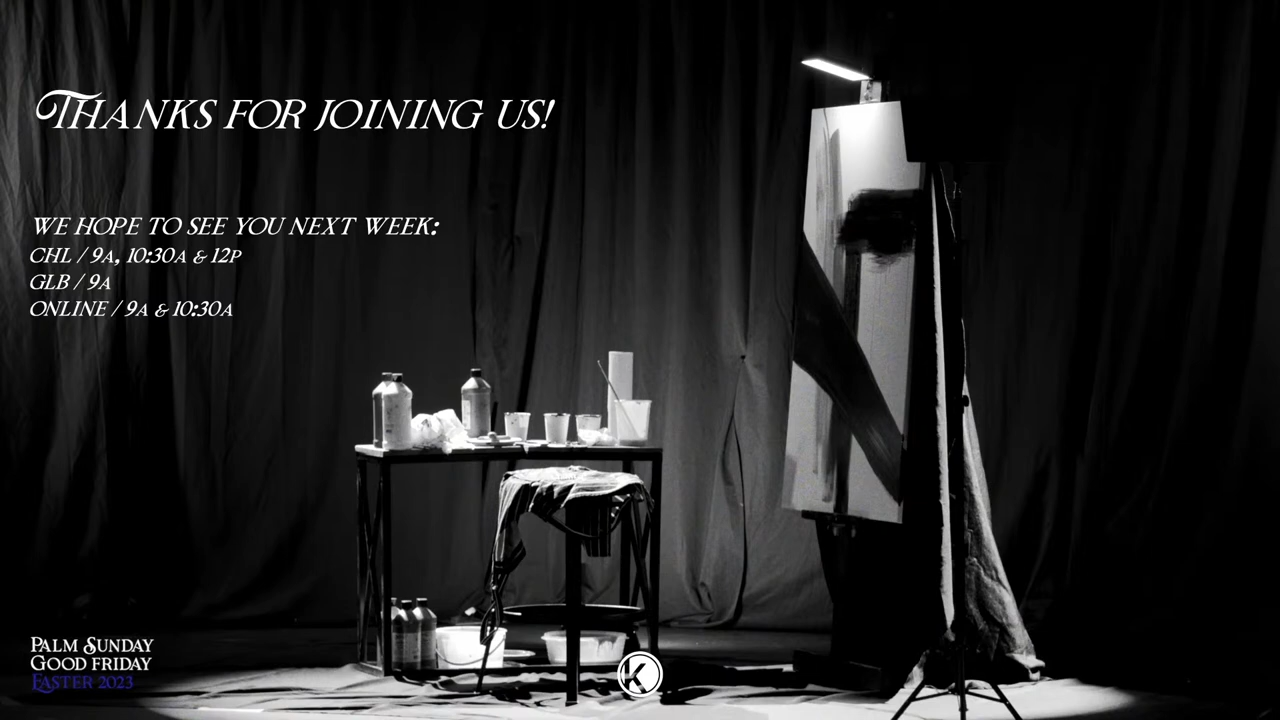 THANKS FOR JOINING US!
WE HOPE TO SEE YOU NEXT WEEK:
CHL / 9A, 10:30A & 12P
GLB / 9A
ONLINE / 9A & 10:30A
PALM SUNDAY
GOOD FRIDAY
EASTER 2023
K